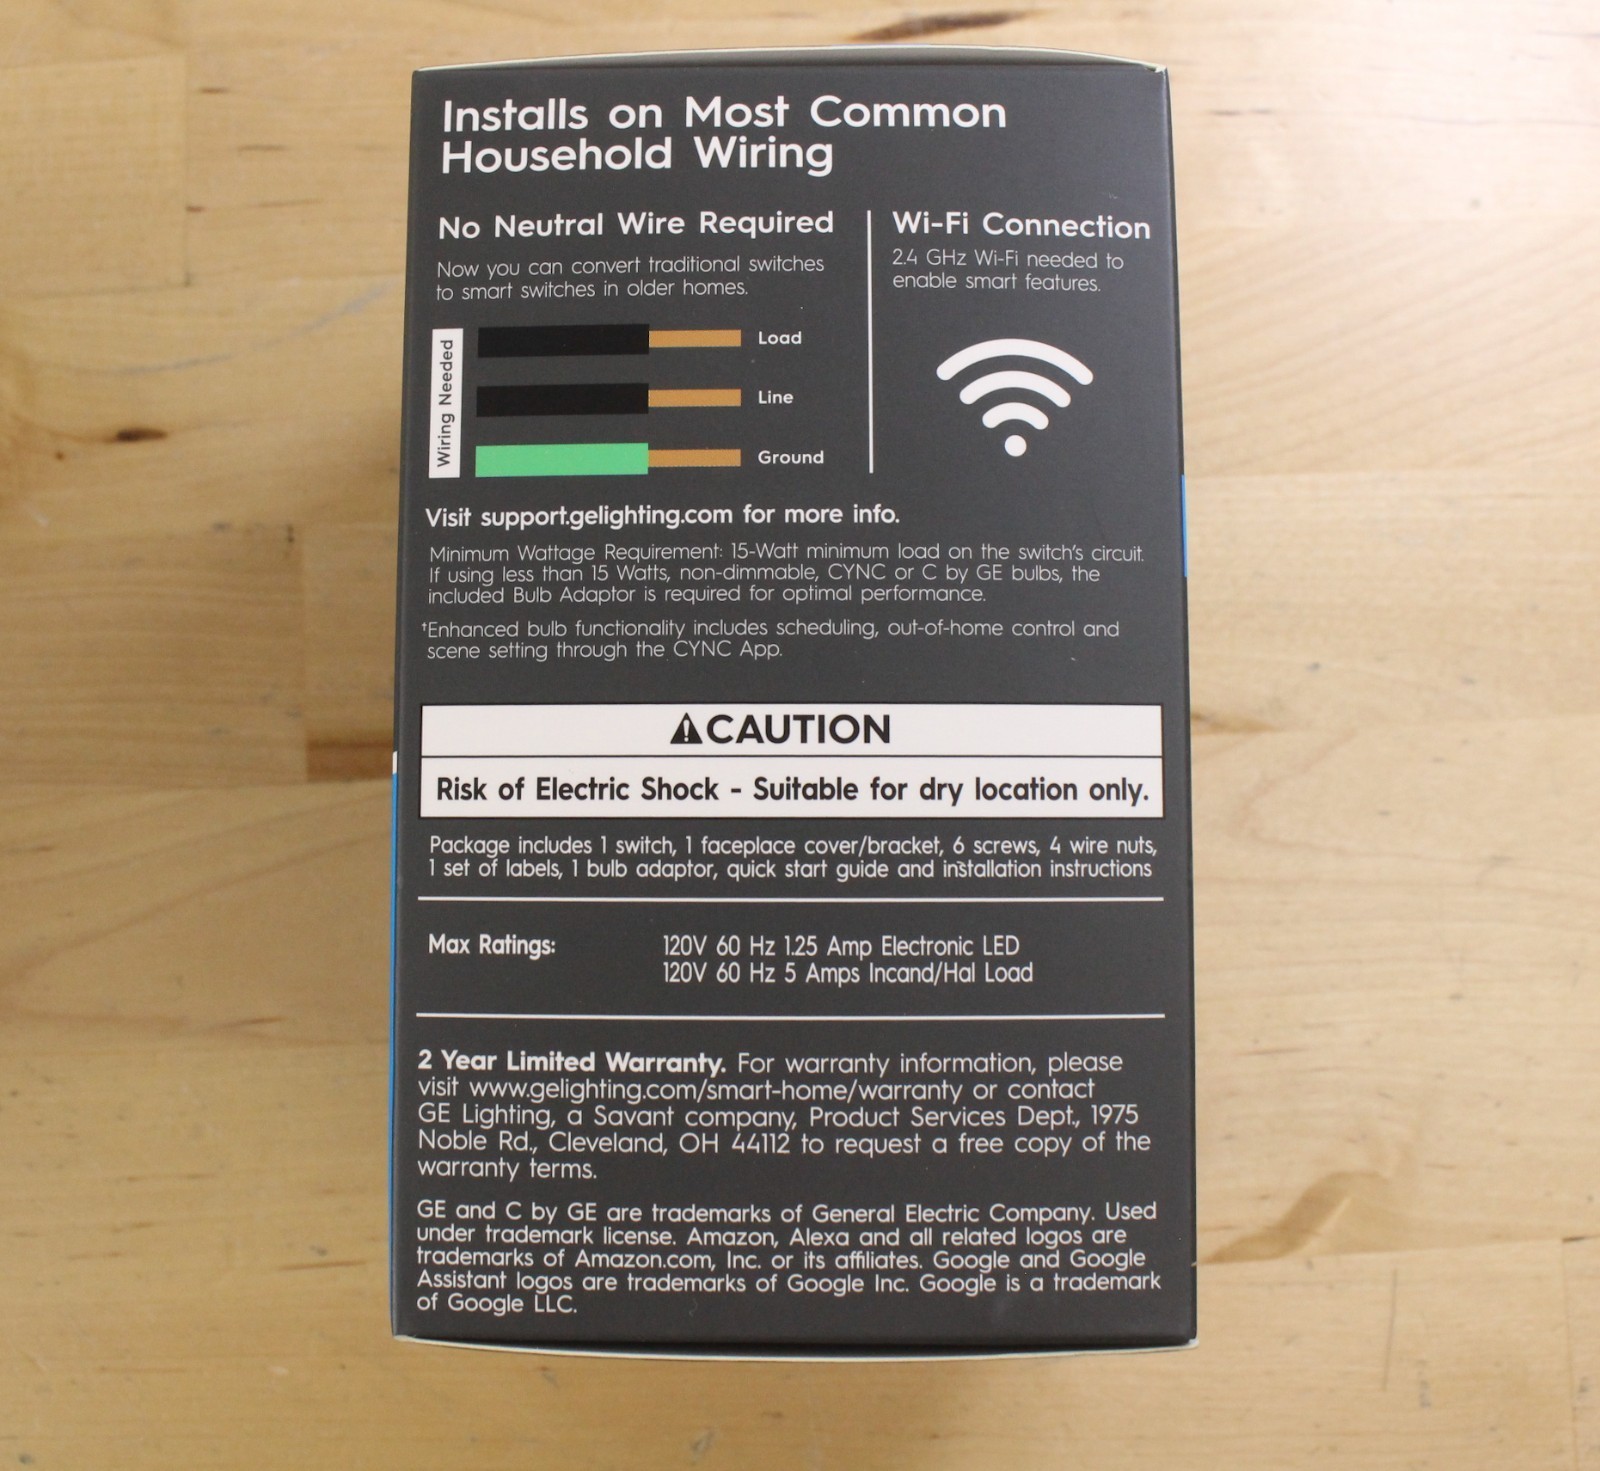 Installs on Most Common
Household Wiring
No Neutral Wire Required
Now you can convert traditional switches
to smart switches in older homes.
Wiring Needed
Load
Line
Ground
Wi-Fi Connection
2.4 GHz Wi-Fi needed to
enable smart features.
Visit support.gelighting.com for more info.
Minimum Wattage Requirement: 15-Watt minimum load on the switch's circuit.
If using less than 15 Watts, non-dimmable, CYNC or C by GE bulbs, the
included Bulb Adaptor is required for optimal performance.
†Enhanced bulb functionality includes scheduling, out-of-home control and
scene setting through the CYNC App.
⚠CAUTION
Risk of Electric Shock - Suitable for dry location only.
Package includes 1 switch, 1 faceplace cover/bracket, 6 screws, 4 wire nuts,
1 set of labels, 1 bulb adaptor, quick start guide and installation instructions
Max Ratings:
120V 60 Hz 1.25 Amp Electronic LED
120V 60 Hz 5 Amps Incand/Hal Load
2 Year Limited Warranty. For warranty information, please
visit www.gelighting.com/smart-home/warranty or contact
GE Lighting, a Savant company, Product Services Dept., 1975
Noble Rd., Cleveland, OH 44112 to request a free copy of the
warranty terms.
GE and C by GE are trademarks of General Electric Company. Used
under trademark license. Amazon, Alexa and all related logos are
trademarks of Amazon.com, Inc. or its affiliates. Google and Google
Assistant logos are trademarks of Google Inc. Google is a trademark
of Google LLC.